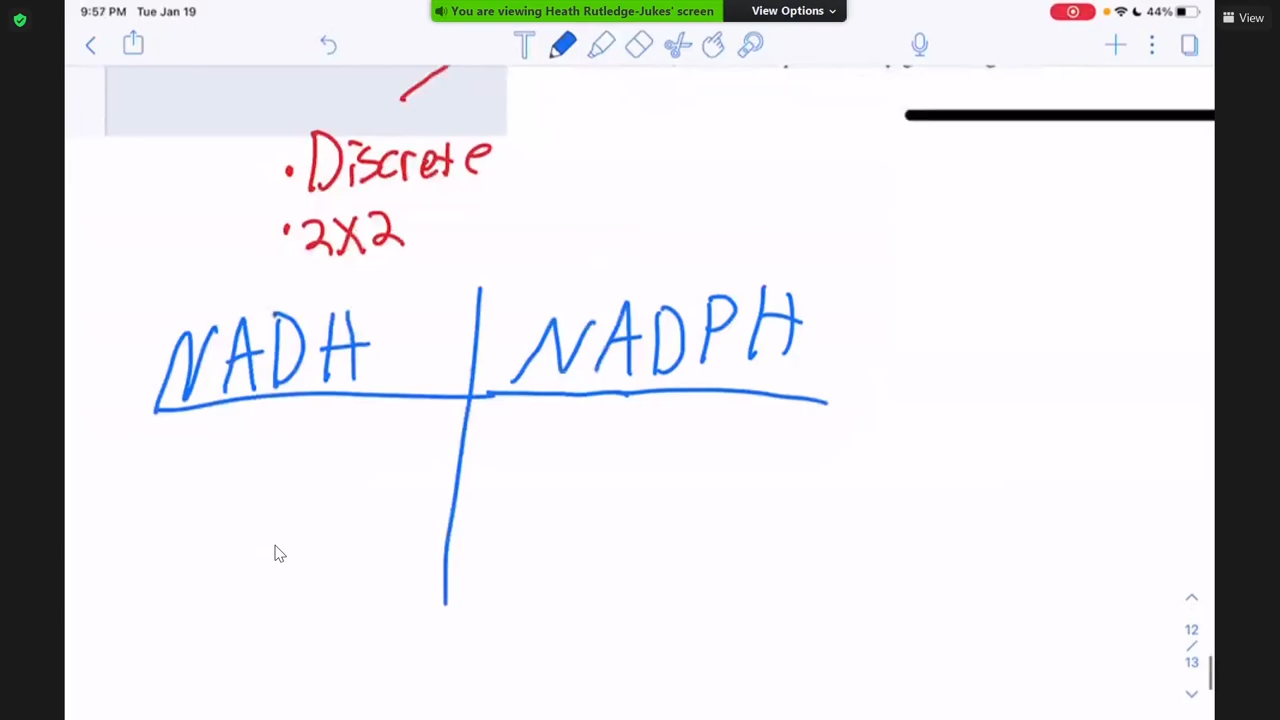 9:57 PM Tue Jan 19
You are viewing Heath Rutledge-Jukes' screen
View Options
44%
View
T
• Discrete
• 2X2
NADH
NADPH
12
/
13